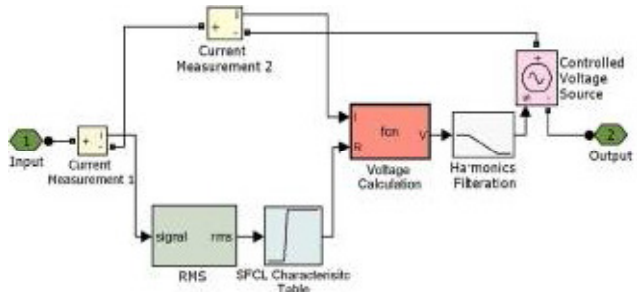 i
+
-
Current
Measurement 2
+
Controlled
Voltage
Source
-
1
Input
+
i
-
Current
Measurement 1
I
fcn
V
R
Voltage
Calculation
Harmonics
Filteration
2
Output
signal
rms
RMS
SFCL Characterisitc
Table